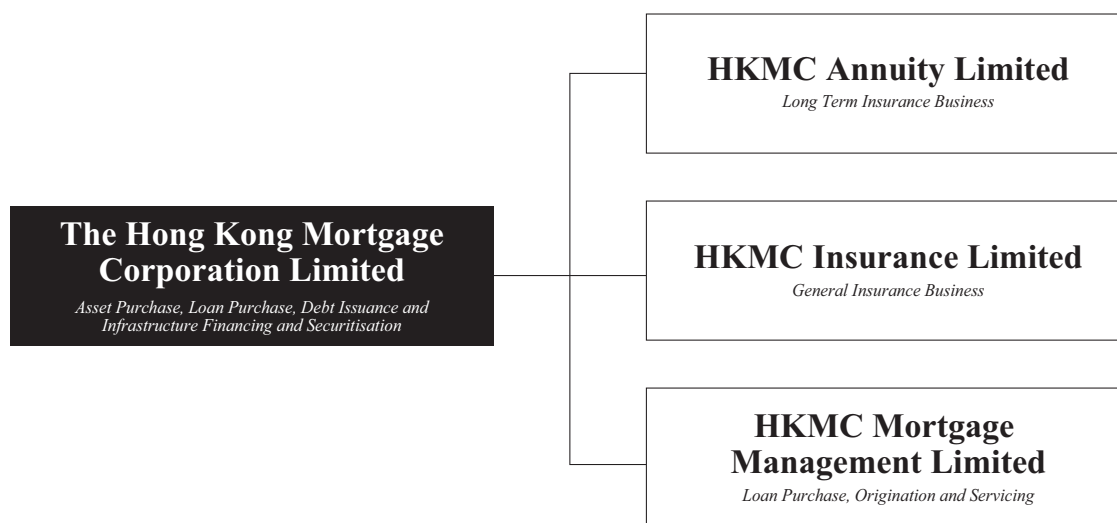 The Hong Kong Mortgage
Corporation Limited
Asset Purchase, Loan Purchase, Debt Issuance and
Infrastructure Financing and Securitisation
HKMC Annuity Limited
Long Term Insurance Business
HKMC Insurance Limited
General Insurance Business
HKMC Mortgage
Management Limited
Loan Purchase, Origination and Servicing